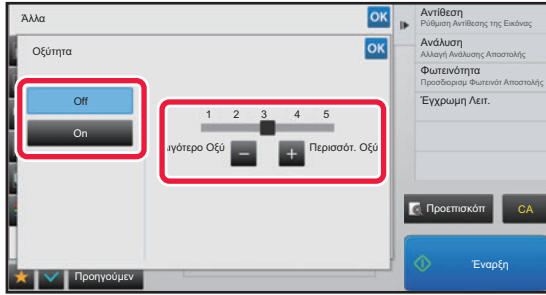 Άλλα
OK
Οξύτητα
OK
Off
On
1 2 3 4 5
Οξύ
Περισσότ. Οξύ
Προηγούμεν
Αντίθεση
Ρύθμιση Αντίθεσης της Εικόνας
Ανάλυση
Αλλαγή Ανάλυσης Αποστολής
Φωτεινότητα
Προσδιορισμ Φωτεινότ Αποστολής
Έγχρωμη Λειτ.
Προεπισκόπ
CA
Έναρξη